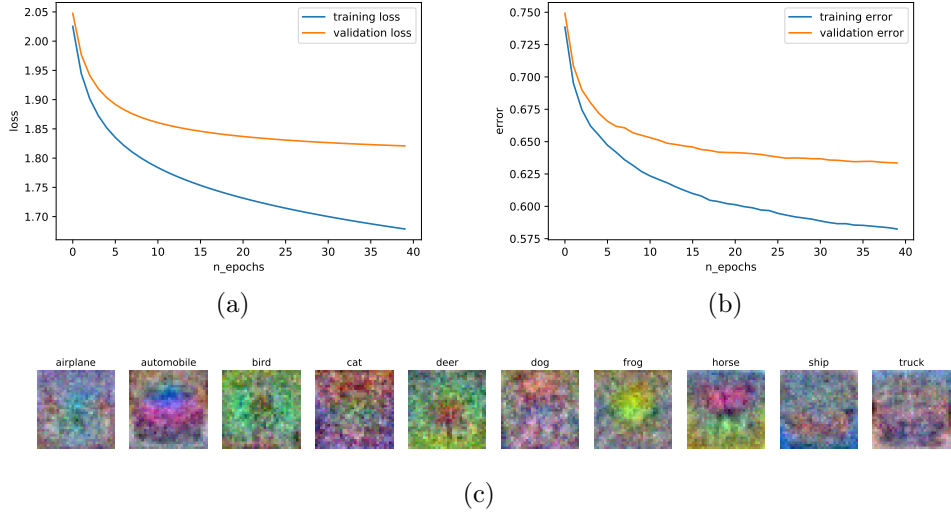 training loss
validation loss
2.05
2.00
1.95
1.90
1.85
1.80
1.75
1.70
loss
0 5 10 15 20 25 30 35 40
n_epochs
(a)
training error
validation error
0.750
0.725
0.700
0.675
0.650
0.625
0.600
0.575
error
0 5 10 15 20 25 30 35 40
n_epochs
(b)
airplane automobile bird cat deer dog frog horse ship truck
(c)